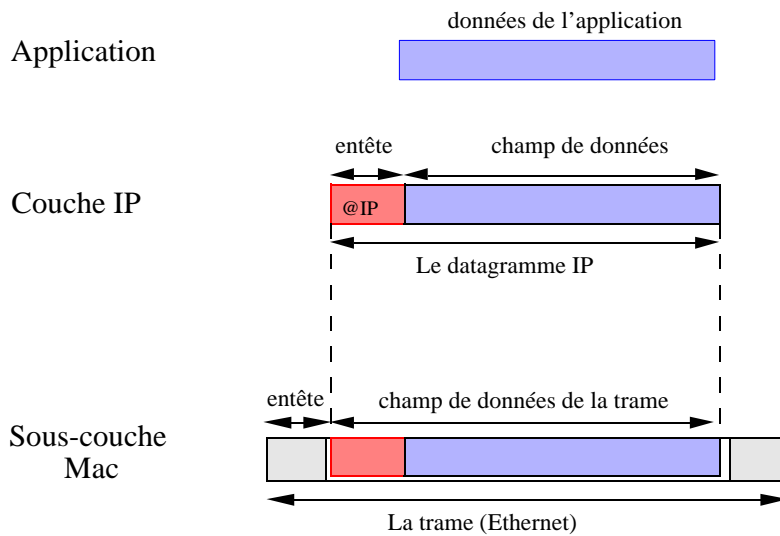 données de l’application
Application
entête
champ de données
Couche IP
@IP
Le datagramme IP
entête
champ de données de la trame
Sous-couche
Mac
La trame (Ethernet)